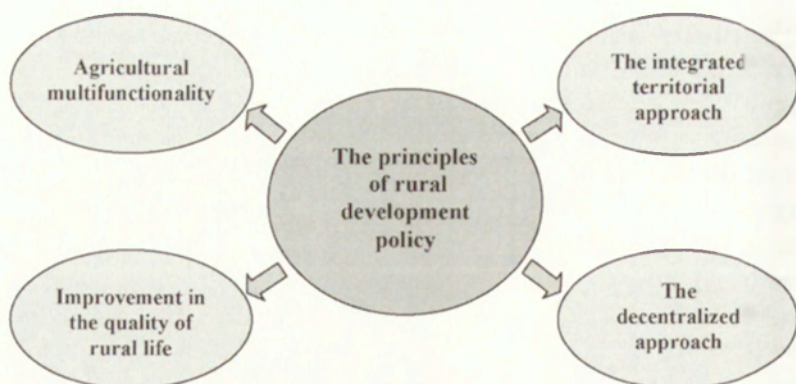 Agricultural
multifunctionality
The integrated
territorial
approach
The principles
of rural
development
policy
Improvement in
the quality of
rural life
The
decentralized
approach